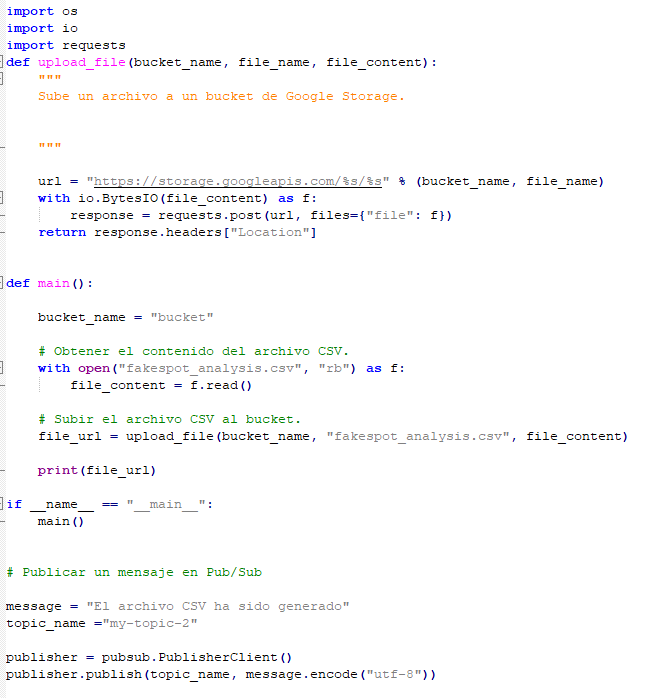 import os
import io
import requests
def upload_file(bucket_name, file_name, file_content):
    """
    Sube un archivo a un bucket de Google Storage.
    """
    url = "https://storage.googleapis.com/%s/%s" % (bucket_name, file_name)
    with io.BytesIO(file_content) as f:
        response = requests.post(url, files={"file": f})
    return response.headers["Location"]
def main():
    bucket_name = "bucket"
    # Obtener el contenido del archivo CSV.
    with open("fakespot_analysis.csv", "rb") as f:
        file_content = f.read()
    # Subir el archivo CSV al bucket.
    file_url = upload_file(bucket_name, "fakespot_analysis.csv", file_content)
    print(file_url)
if __name__ == "__main__":
    main()
# Publicar un mensaje en Pub/Sub
message = "El archivo CSV ha sido generado"
topic_name ="my-topic-2"
publisher = pubsub.PublisherClient()
publisher.publish(topic_name, message.encode("utf-8"))